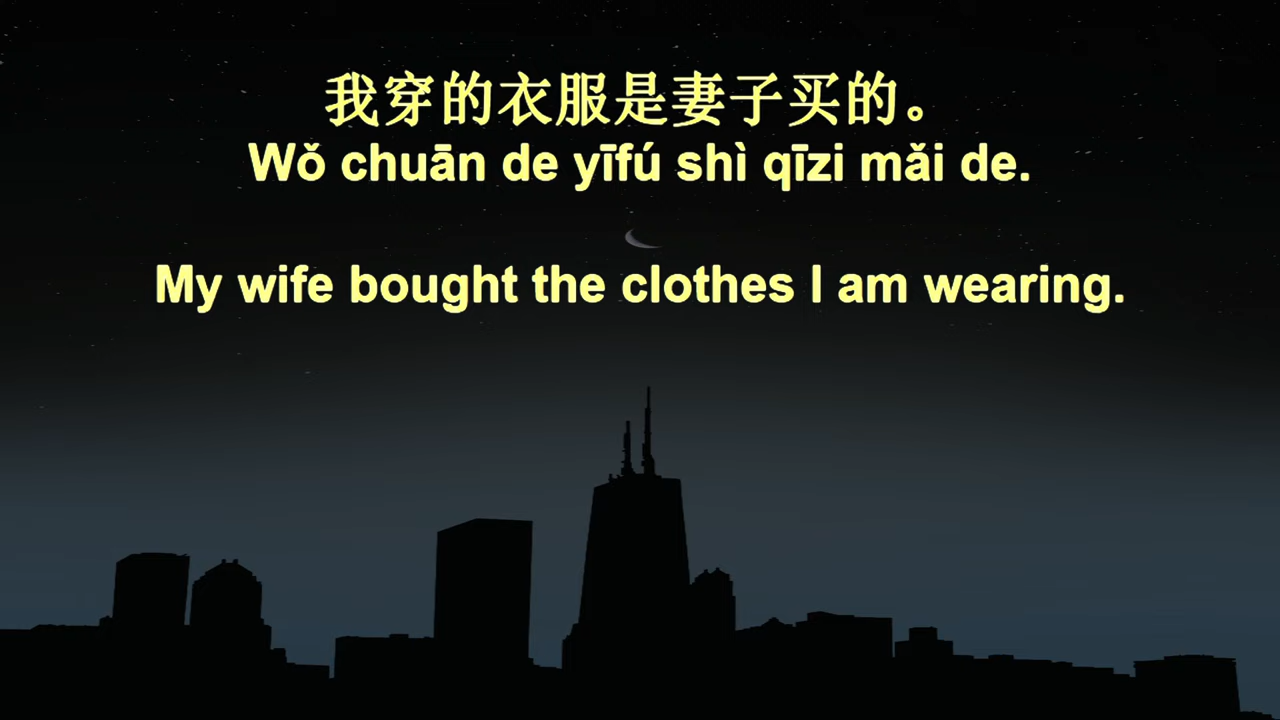 我穿的衣服是妻子买的。
Wǒ chuān de yīfú shì qīzi mǎi de.
My wife bought the clothes I am wearing.